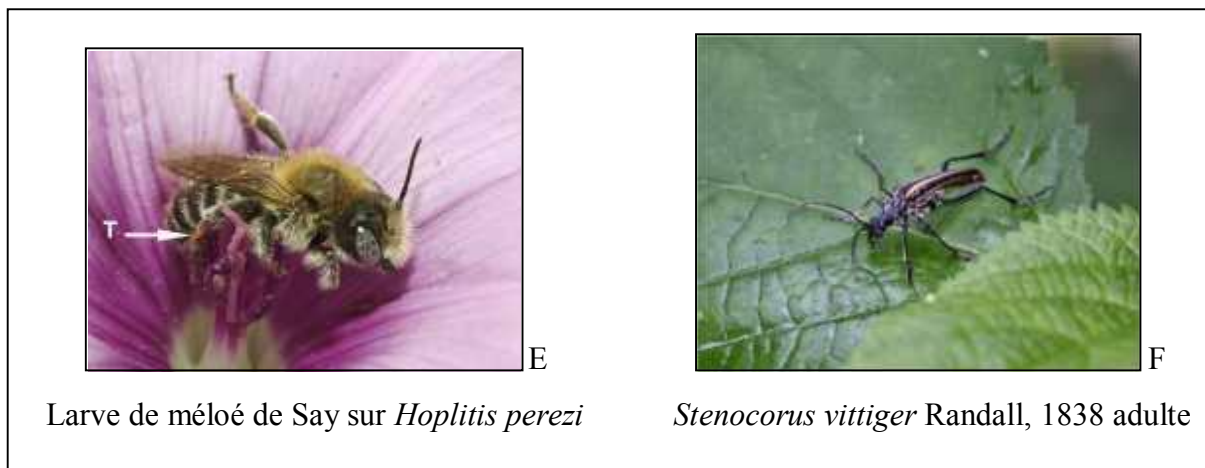 T
E
F
Larve de méloé de Say sur Hoplitis perezi
Stenocorus vittiger Randall, 1838 adulte